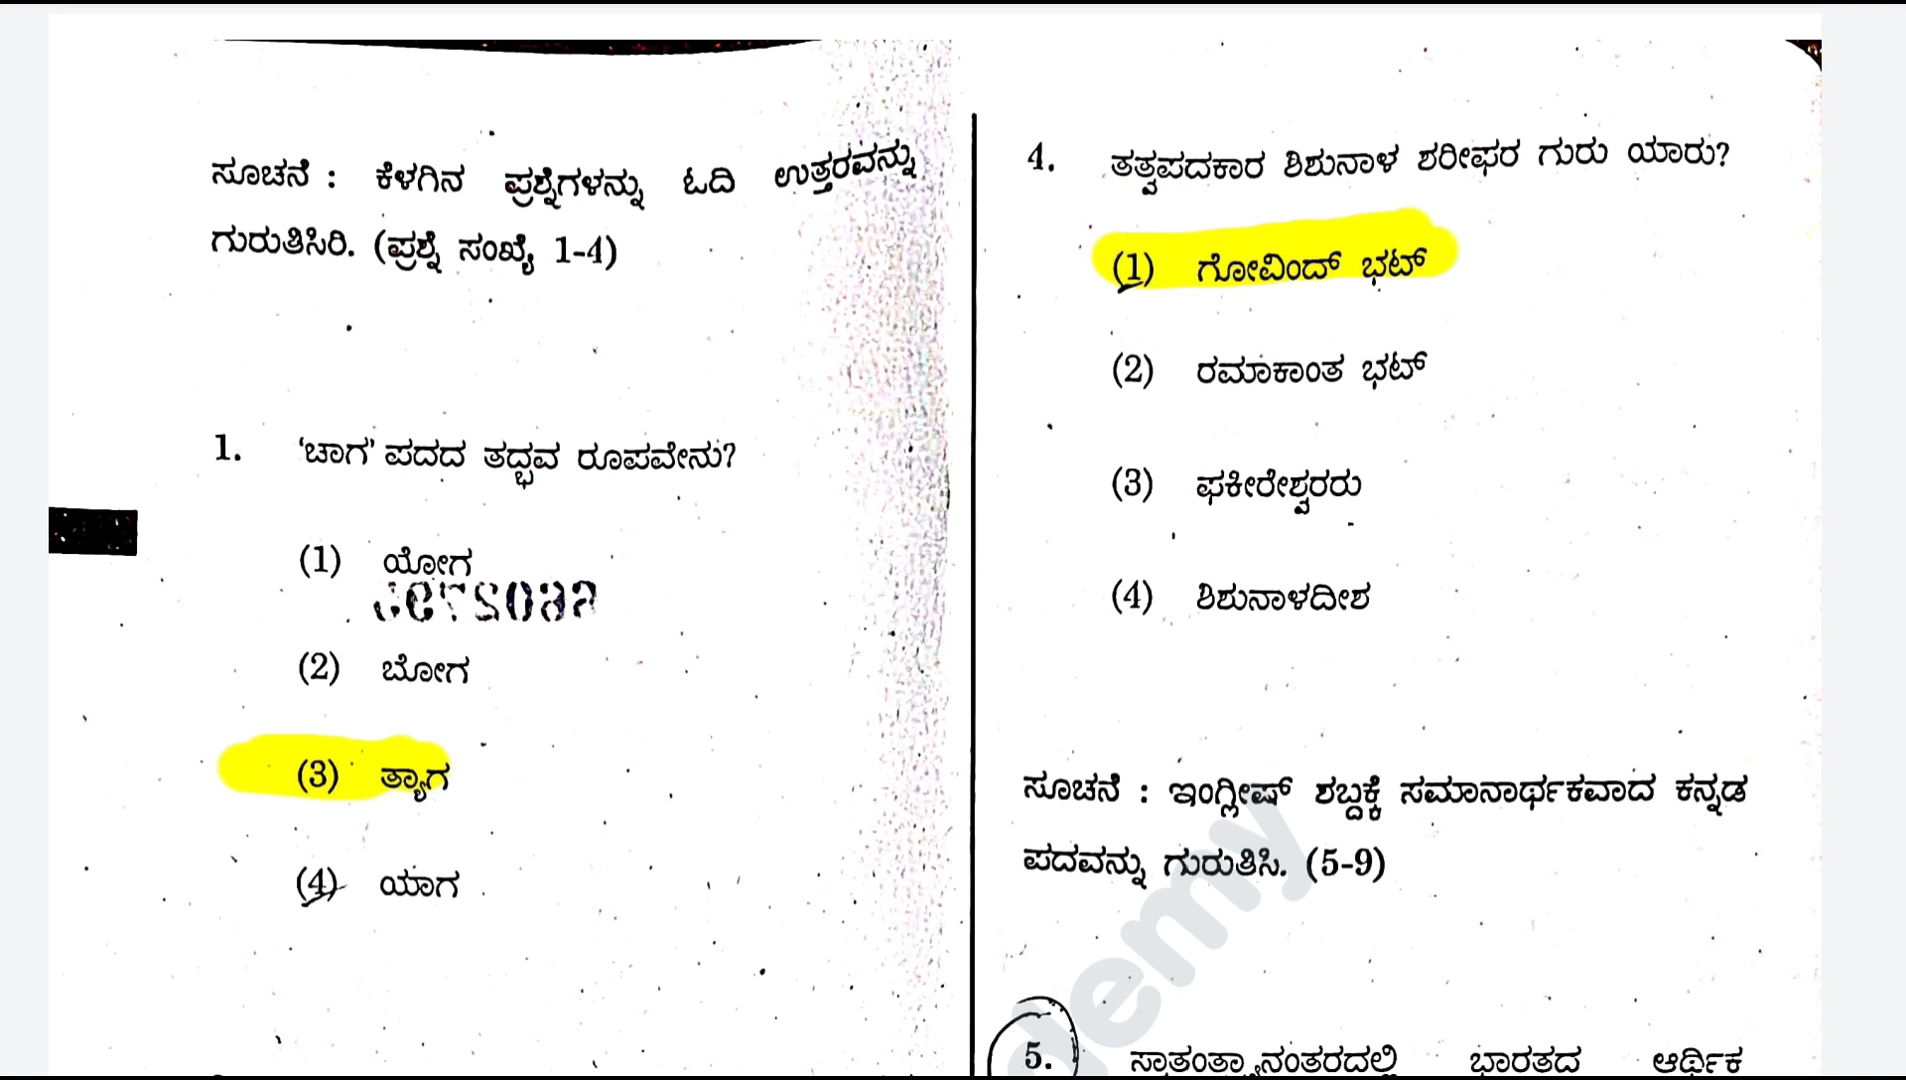 ಸೂಚನೆ : ಕೆಳಗಿನ ಪ್ರಶ್ನೆಗಳನ್ನು ಓದಿ ಉತ್ತರವನ್ನು
ಗುರುತಿಸಿರಿ. (ಪ್ರಶ್ನೆ ಸಂಖ್ಯೆ 1-4)
1. 'ಚಾಗ' ಪದದ ತದ್ಭವ ರೂಪವೇನು?
(1) ಯೋಗ
(2) ಬೋಗ
(3) ತ್ಯಾಗ
(4) ಯಾಗ
4. ತತ್ವಪದಕಾರ ಶಿಶುನಾಳ ಶರೀಫರ ಗುರು ಯಾರು?
(1) ಗೋವಿಂದ್ ಭಟ್
(2) ರಮಾಕಾಂತ ಭಟ್
(3) ಫಕೀರೇಶ್ವರರು
(4) ಶಿಶುನಾಳದೀಶ
ಸೂಚನೆ : ಇಂಗ್ಲೀಷ್ ಶಬ್ದಕ್ಕೆ ಸಮಾನಾರ್ಥಕವಾದ ಕನ್ನಡ
ಪದವನ್ನು ಗುರುತಿಸಿ. (5-9)
demy
5. ಸ್ವಾತಂತ್ರ್ಯಾನಂತರದಲ್ಲಿ ಭಾರತದ ಆರ್ಥಿಕ